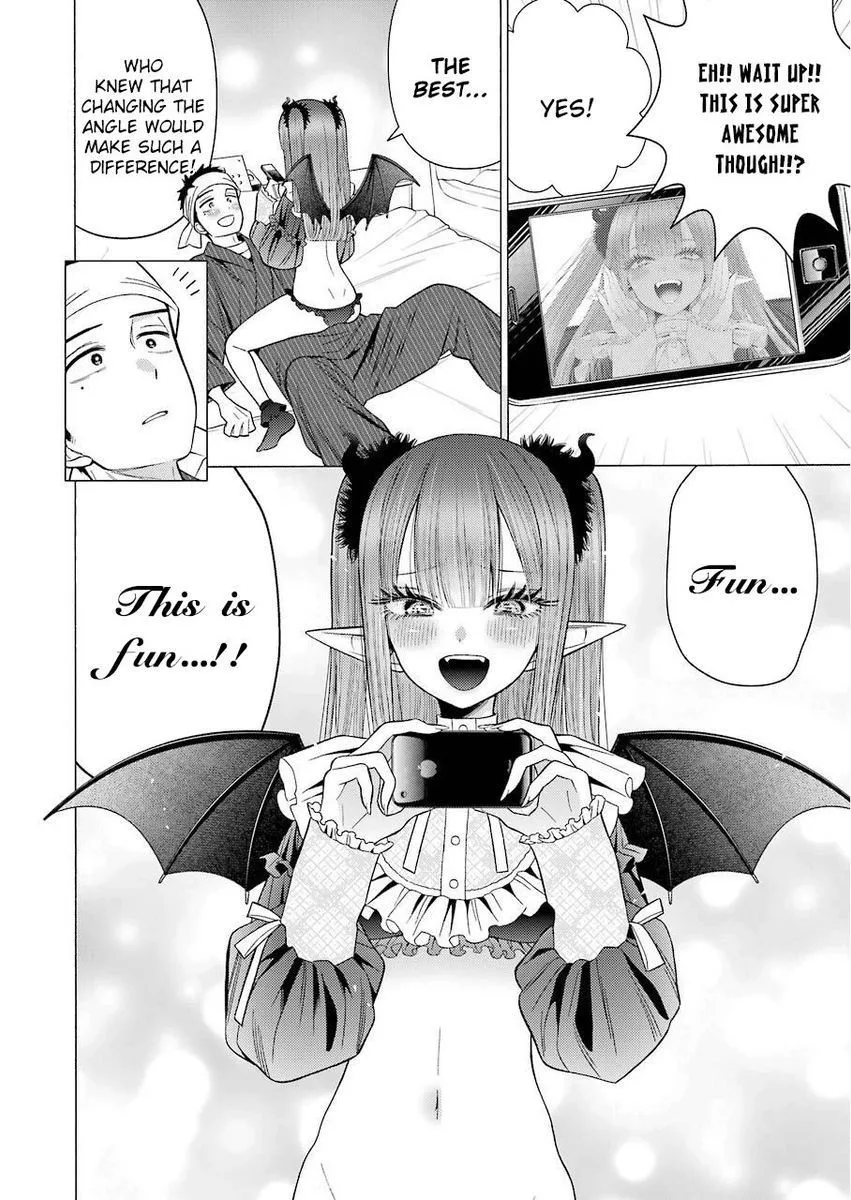 EH!! WAIT UP!!
THIS IS SUPER
AWESOME
THOUGH!!?
YES!
THE
BEST...
WHO
KNEW THAT
CHANGING THE
ANGLE WOULD
MAKE SUCH A
DIFFERENCE!
Fun...
This is
fun...!!